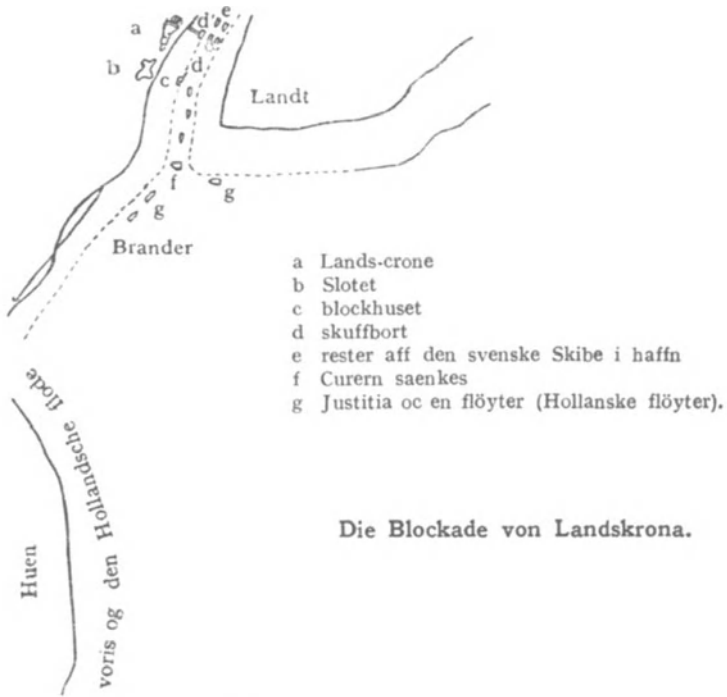 a
b
c
d
d
e
Landt
f
g
g
Brander
a Lands-crone
b Slotet
c blockhuset
d skuffbort
e rester aff den svenske Skibe i haffn
f Curern saenkes
g Justitia oc en flöyter (Hollanske flöyter).
Die Blockade von Landskrona.
Huen
voris og den Hollandsche flode